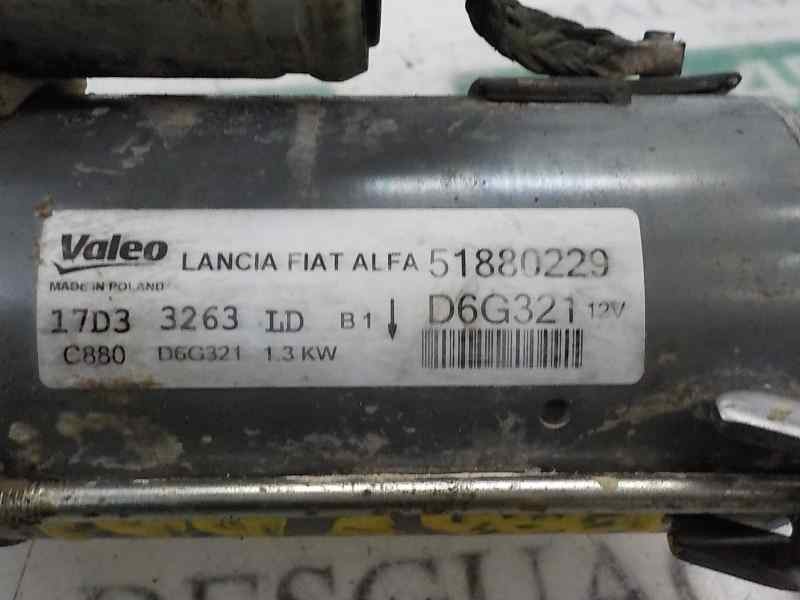 Valeo LANCIA FIAT ALFA 51880229
MADE IN POLAND
17D3 3263 LD B1 D6G321 12V
C880 D6G321 1.3 KW